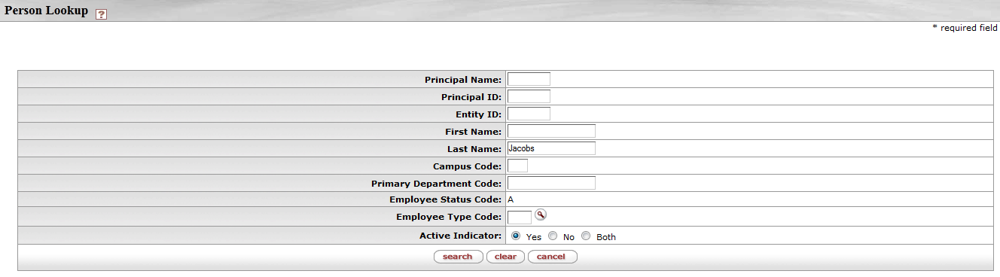 Person Lookup ?
* required field
Principal Name:
Principal ID:
Entity ID:
First Name:
Last Name: Jacobs
Campus Code:
Primary Department Code:
Employee Status Code: A
Employee Type Code:
Active Indicator: Yes No Both
search clear cancel